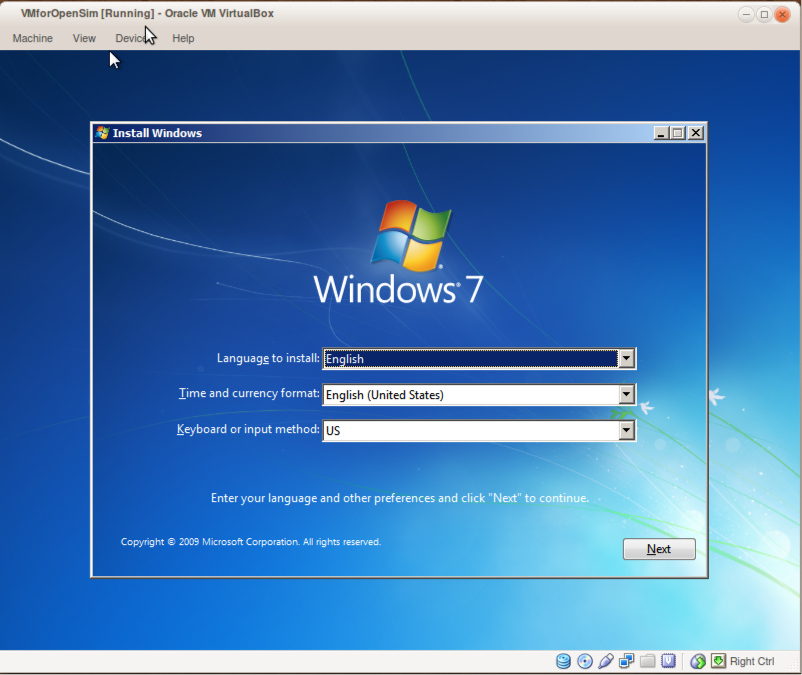 VMforOpenSim [Running] - Oracle VM VirtualBox
Machine View Device Help
Install Windows
Windows 7
Language to install: English
Time and currency format: English (United States)
Keyboard or input method: US
Enter your language and other preferences and click "Next" to continue.
Copyright © 2009 Microsoft Corporation. All rights reserved.
Next
V
Right Ctrl